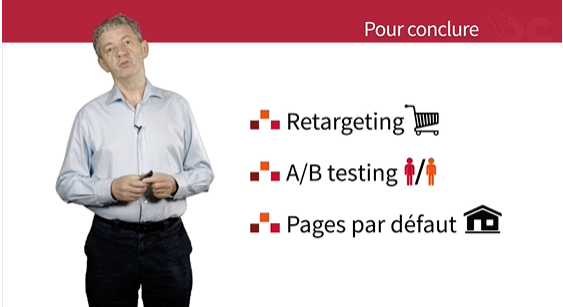 Pour conclure
Retargeting
A/B testing
Pages par défaut